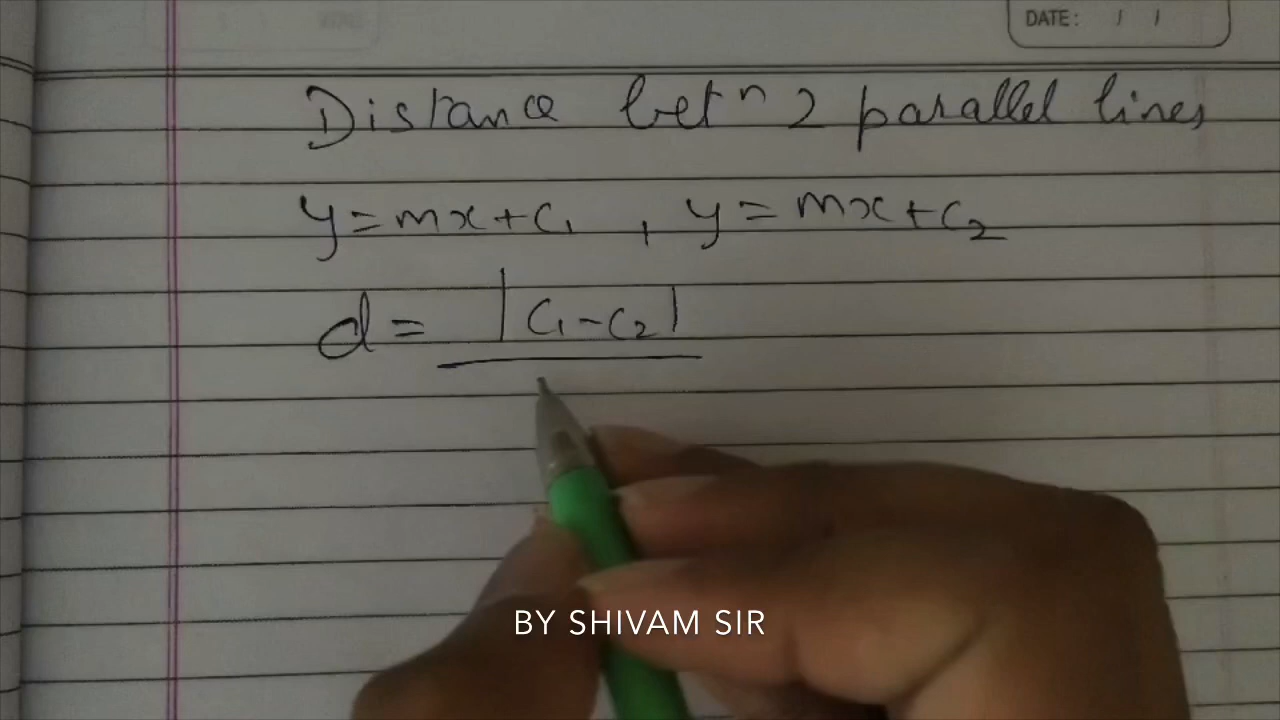 DATE: / /
Distance betⁿ 2 parallel lines
y = mx + c₁ , y = mx + c₂
d = |c₁ - c₂|
BY SHIVAM SIR